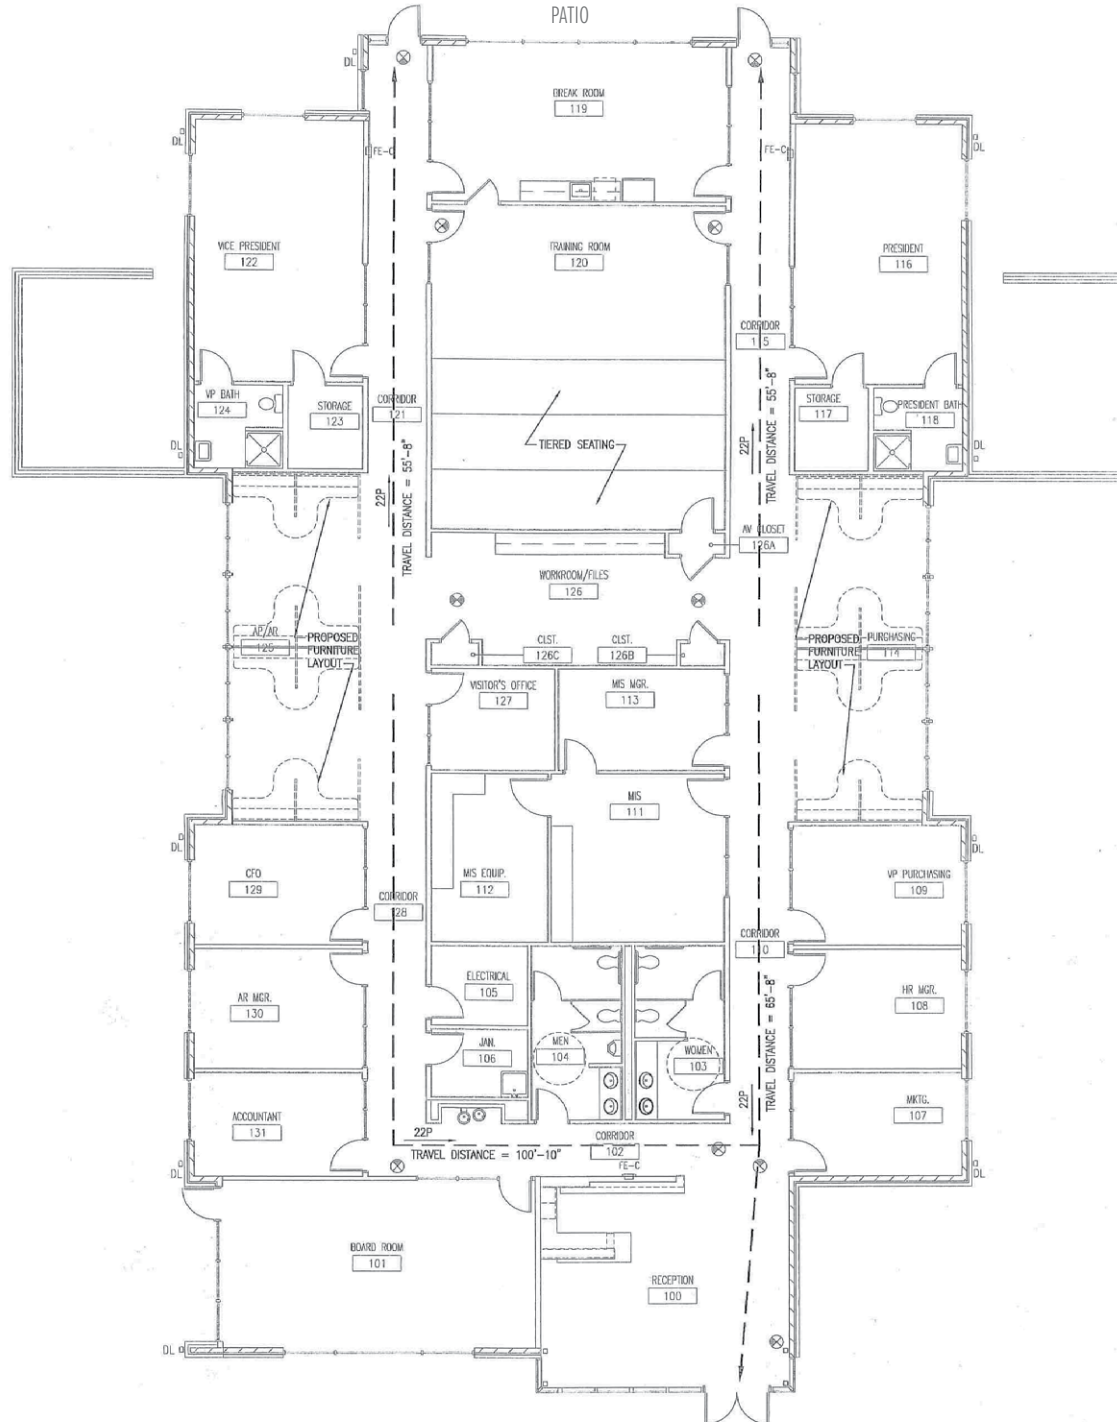 PATIO
DL
BREAK ROOM
119
DL
FE-C
FE-C
DL
VICE PRESIDENT
122
TRAINING ROOM
120
PRESIDENT
116
CORRIDOR
115
VP BATH
124
STORAGE
123
CORRIDOR
121
TRAVEL DISTANCE = 55'-8"
22P
TIERED SEATING
22P
TRAVEL DISTANCE = 55'-8"
STORAGE
117
PRESIDENT BATH
118
DL
DL
AV CLOSET
126A
WORKROOM/FILES
126
AP/AR
125
PROPOSED
FURNITURE
LAYOUT
CLST.
126C
CLST.
126B
PROPOSED
FURNITURE
LAYOUT
PURCHASING
114
VISITOR'S OFFICE
127
MIS MGR.
113
MIS
111
DL
DL
CFO
129
MIS EQUIP.
112
VP PURCHASING
109
CORRIDOR
128
CORRIDOR
110
AR MGR.
130
ELECTRICAL
105
HR MGR.
108
JAN.
106
MEN
104
WOMEN
103
TRAVEL DISTANCE = 65'-8"
22P
ACCOUNTANT
131
MKTG.
107
22P
TRAVEL DISTANCE = 100'-10"
CORRIDOR
102
FE-C
DL
DL
BOARD ROOM
101
RECEPTION
100
DL